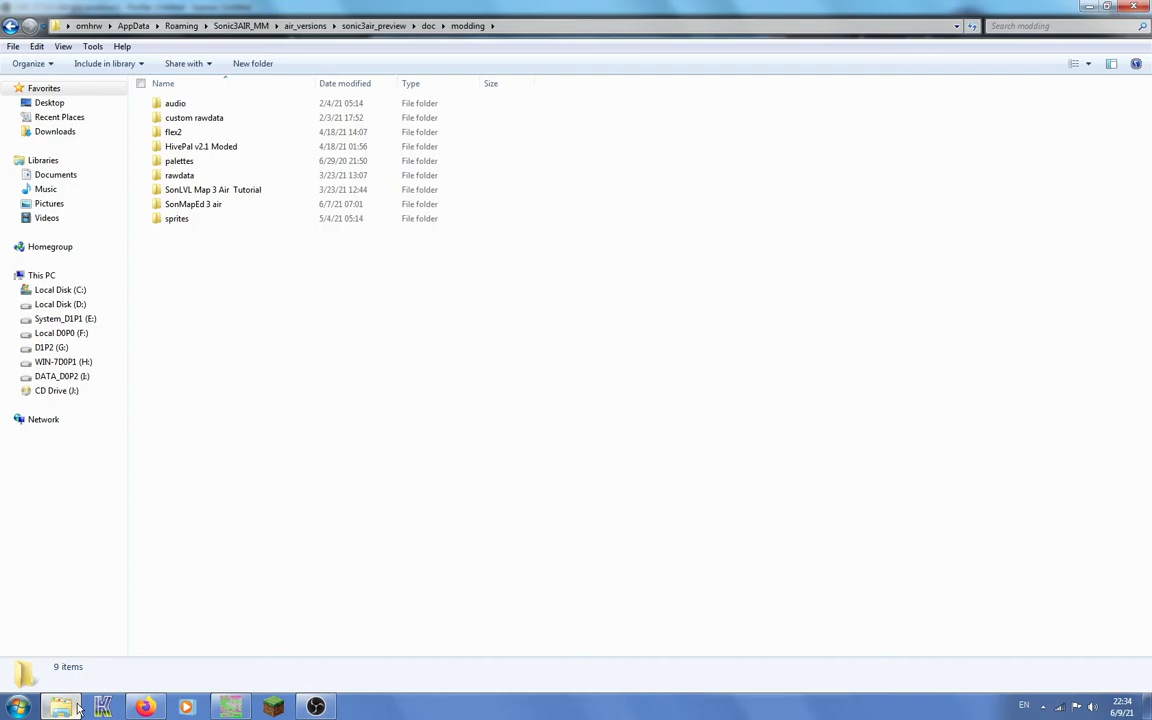 omhrw AppData Roaming Sonic3AIR_MM air_versions sonic3air_preview doc modding
Search modding
File Edit View Tools Help
Organize Include in library Share with New folder
Name Date modified Type Size
Favorites
Desktop
Recent Places
Downloads
Libraries
Documents
Music
Pictures
Videos
Homegroup
This PC
Local Disk (C:)
Local Disk (D:)
System_D1P1 (E:)
Local D0P0 (F:)
D1P2 (G:)
WIN-7D0P1 (H:)
DATA_D0P2 (I:)
CD Drive (J:)
Network
audio 2/4/21 05:14 File folder
custom rawdata 2/3/21 17:52 File folder
flex2 4/18/21 14:07 File folder
HivePal v2.1 Moded 4/18/21 01:56 File folder
palettes 6/29/20 21:50 File folder
rawdata 3/23/21 13:07 File folder
SonLVL Map 3 Air Tutorial 3/23/21 12:44 File folder
SonMapEd 3 air 6/7/21 07:01 File folder
sprites 5/4/21 05:14 File folder
9 items
EN
22:34
6/9/21